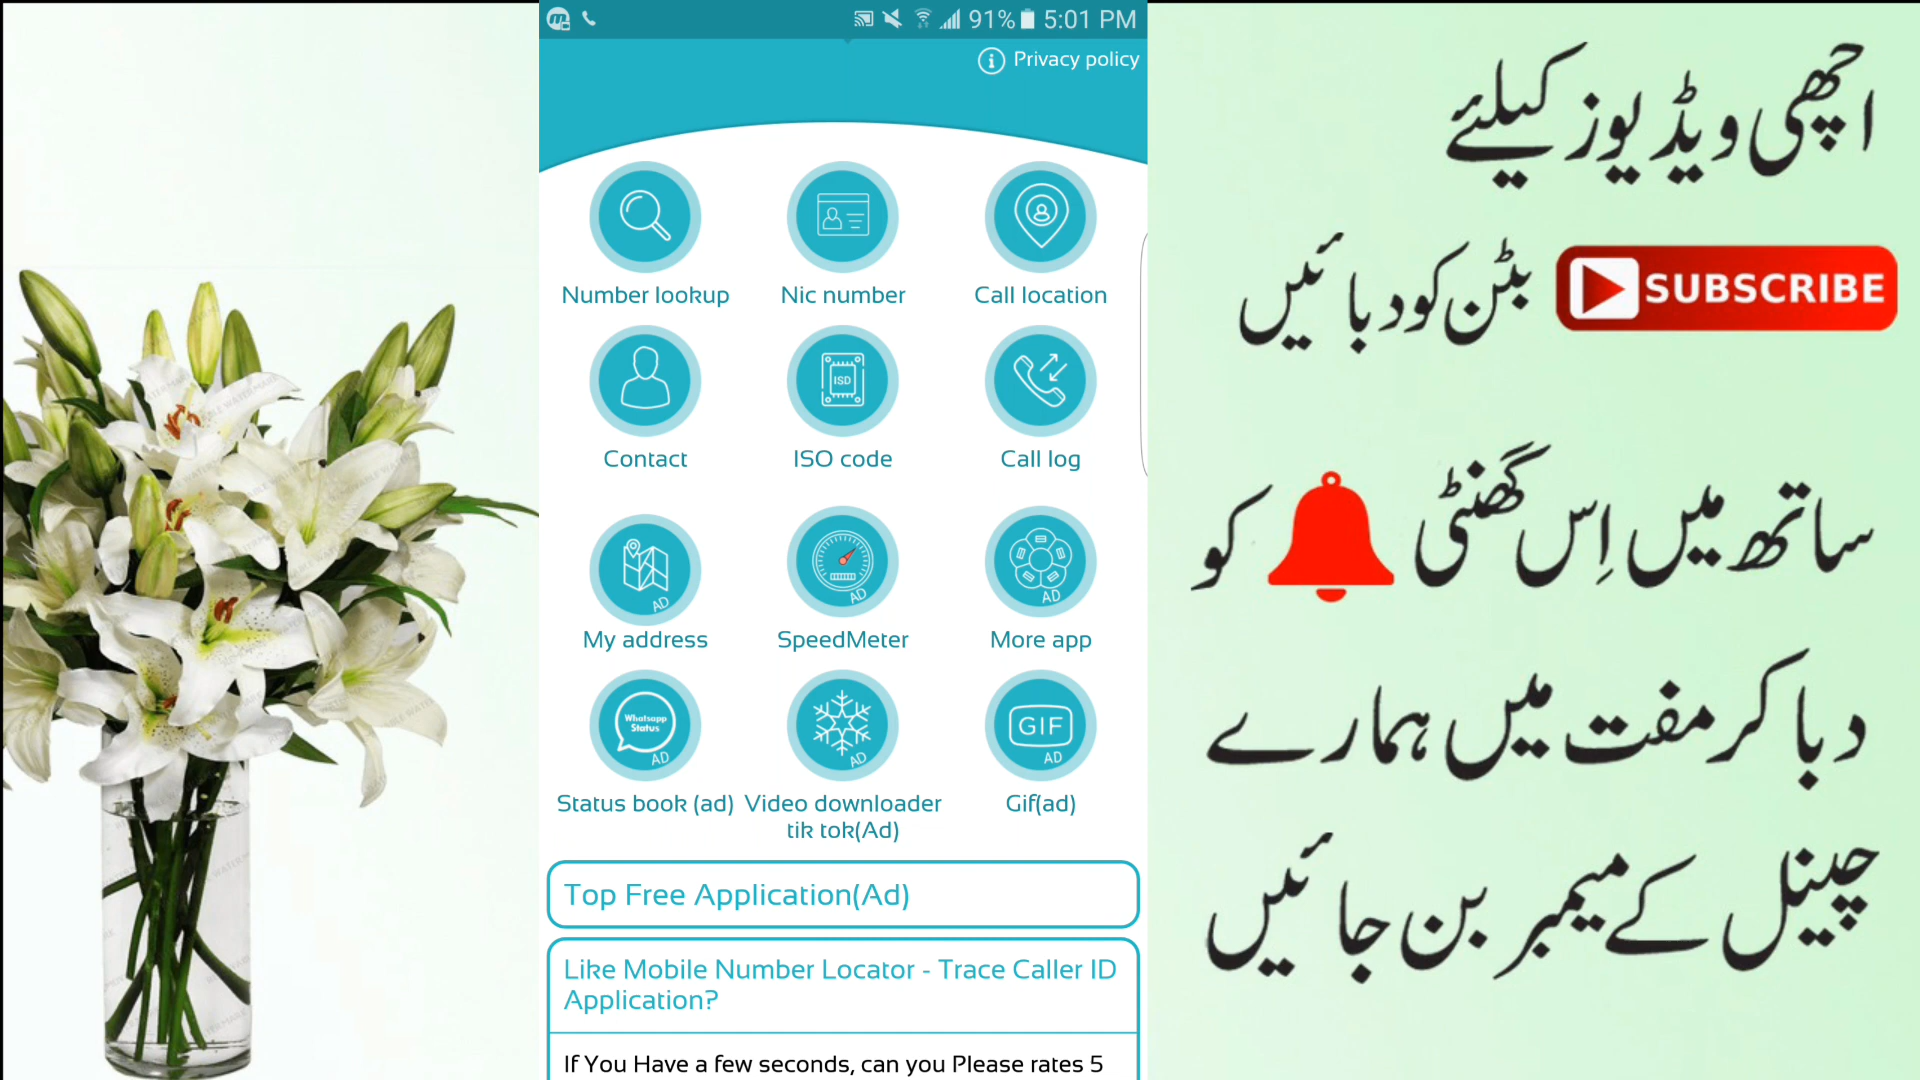 91% 5:01 PM
Privacy policy
Number lookup
Nic number
Call location
Contact
ISD
ISO code
Call log
AD
My address
AD
SpeedMeter
AD
More app
Whatsapp
Status
AD
Status book (ad)
AD
Video downloader
tik tok(Ad)
GIF
AD
Gif(ad)
Top Free Application(Ad)
Like Mobile Number Locator - Trace Caller ID
Application?
If You Have a few seconds, can you Please rates 5
اچھی ویڈیوز کیلئے
SUBSCRIBE بٹن کو دبائیں
ساتھ میں اِس گھنٹی کو
دبا کر مفت میں ہمارے
چینل کے میمبر بن جائیں